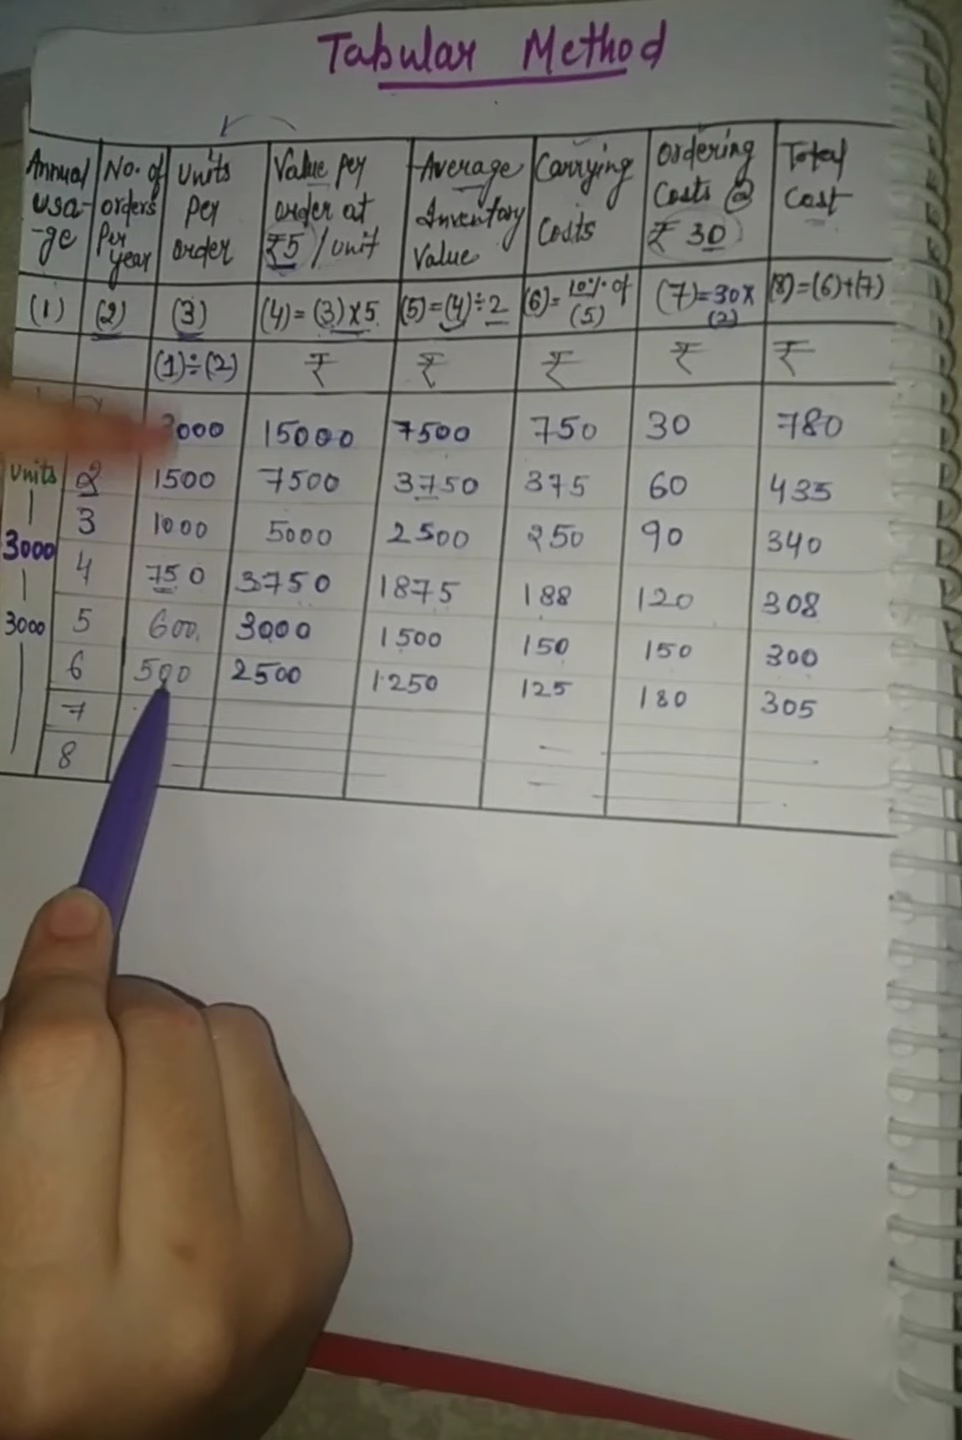 Tabular Method
Annual usa-ge | No. of orders Per year | Units Per order | Value per order at ₹5/unit | Average Inventory Value | Carrying Costs | Ordering Costs @ ₹ 30 | Total Cost
(1) | (2) | (3) | (4) = (3) × 5 | (5) = (4) ÷ 2 | (6) = 10% of (5) | (7) = 30 × (2) | (8) = (6) + (7)
(1) ÷ (2) | ₹ | ₹ | ₹ | ₹ | ₹
3000 | 15000 | 7500 | 750 | 30 | 780
Units | 2 | 1500 | 7500 | 3750 | 375 | 60 | 435
3000 | 3 | 1000 | 5000 | 2500 | 250 | 90 | 340
4 | 750 | 3750 | 1875 | 188 | 120 | 308
3000 | 5 | 600 | 3000 | 1500 | 150 | 150 | 300
6 | 500 | 2500 | 1250 | 125 | 180 | 305
7
8